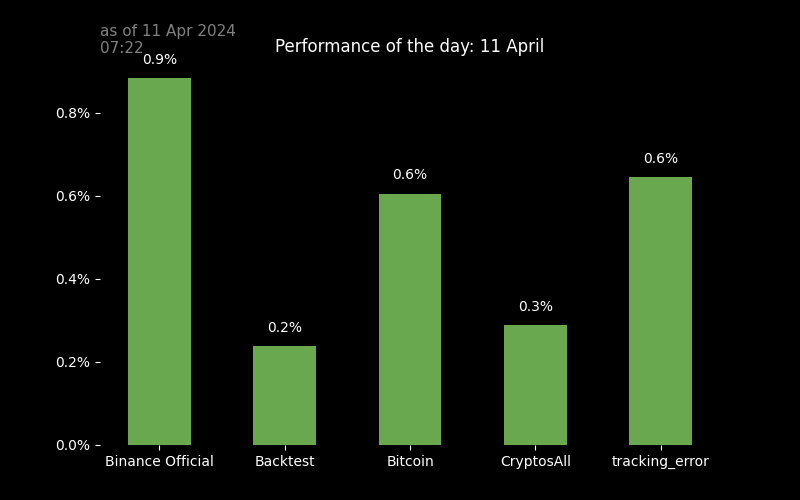 as of 11 Apr 2024
07:22
Performance of the day: 11 April
0.9%
0.2%
0.6%
0.3%
0.6%
0.8%
0.6%
0.4%
0.2%
0.0%
Binance Official
Backtest
Bitcoin
CryptosAll
tracking_error